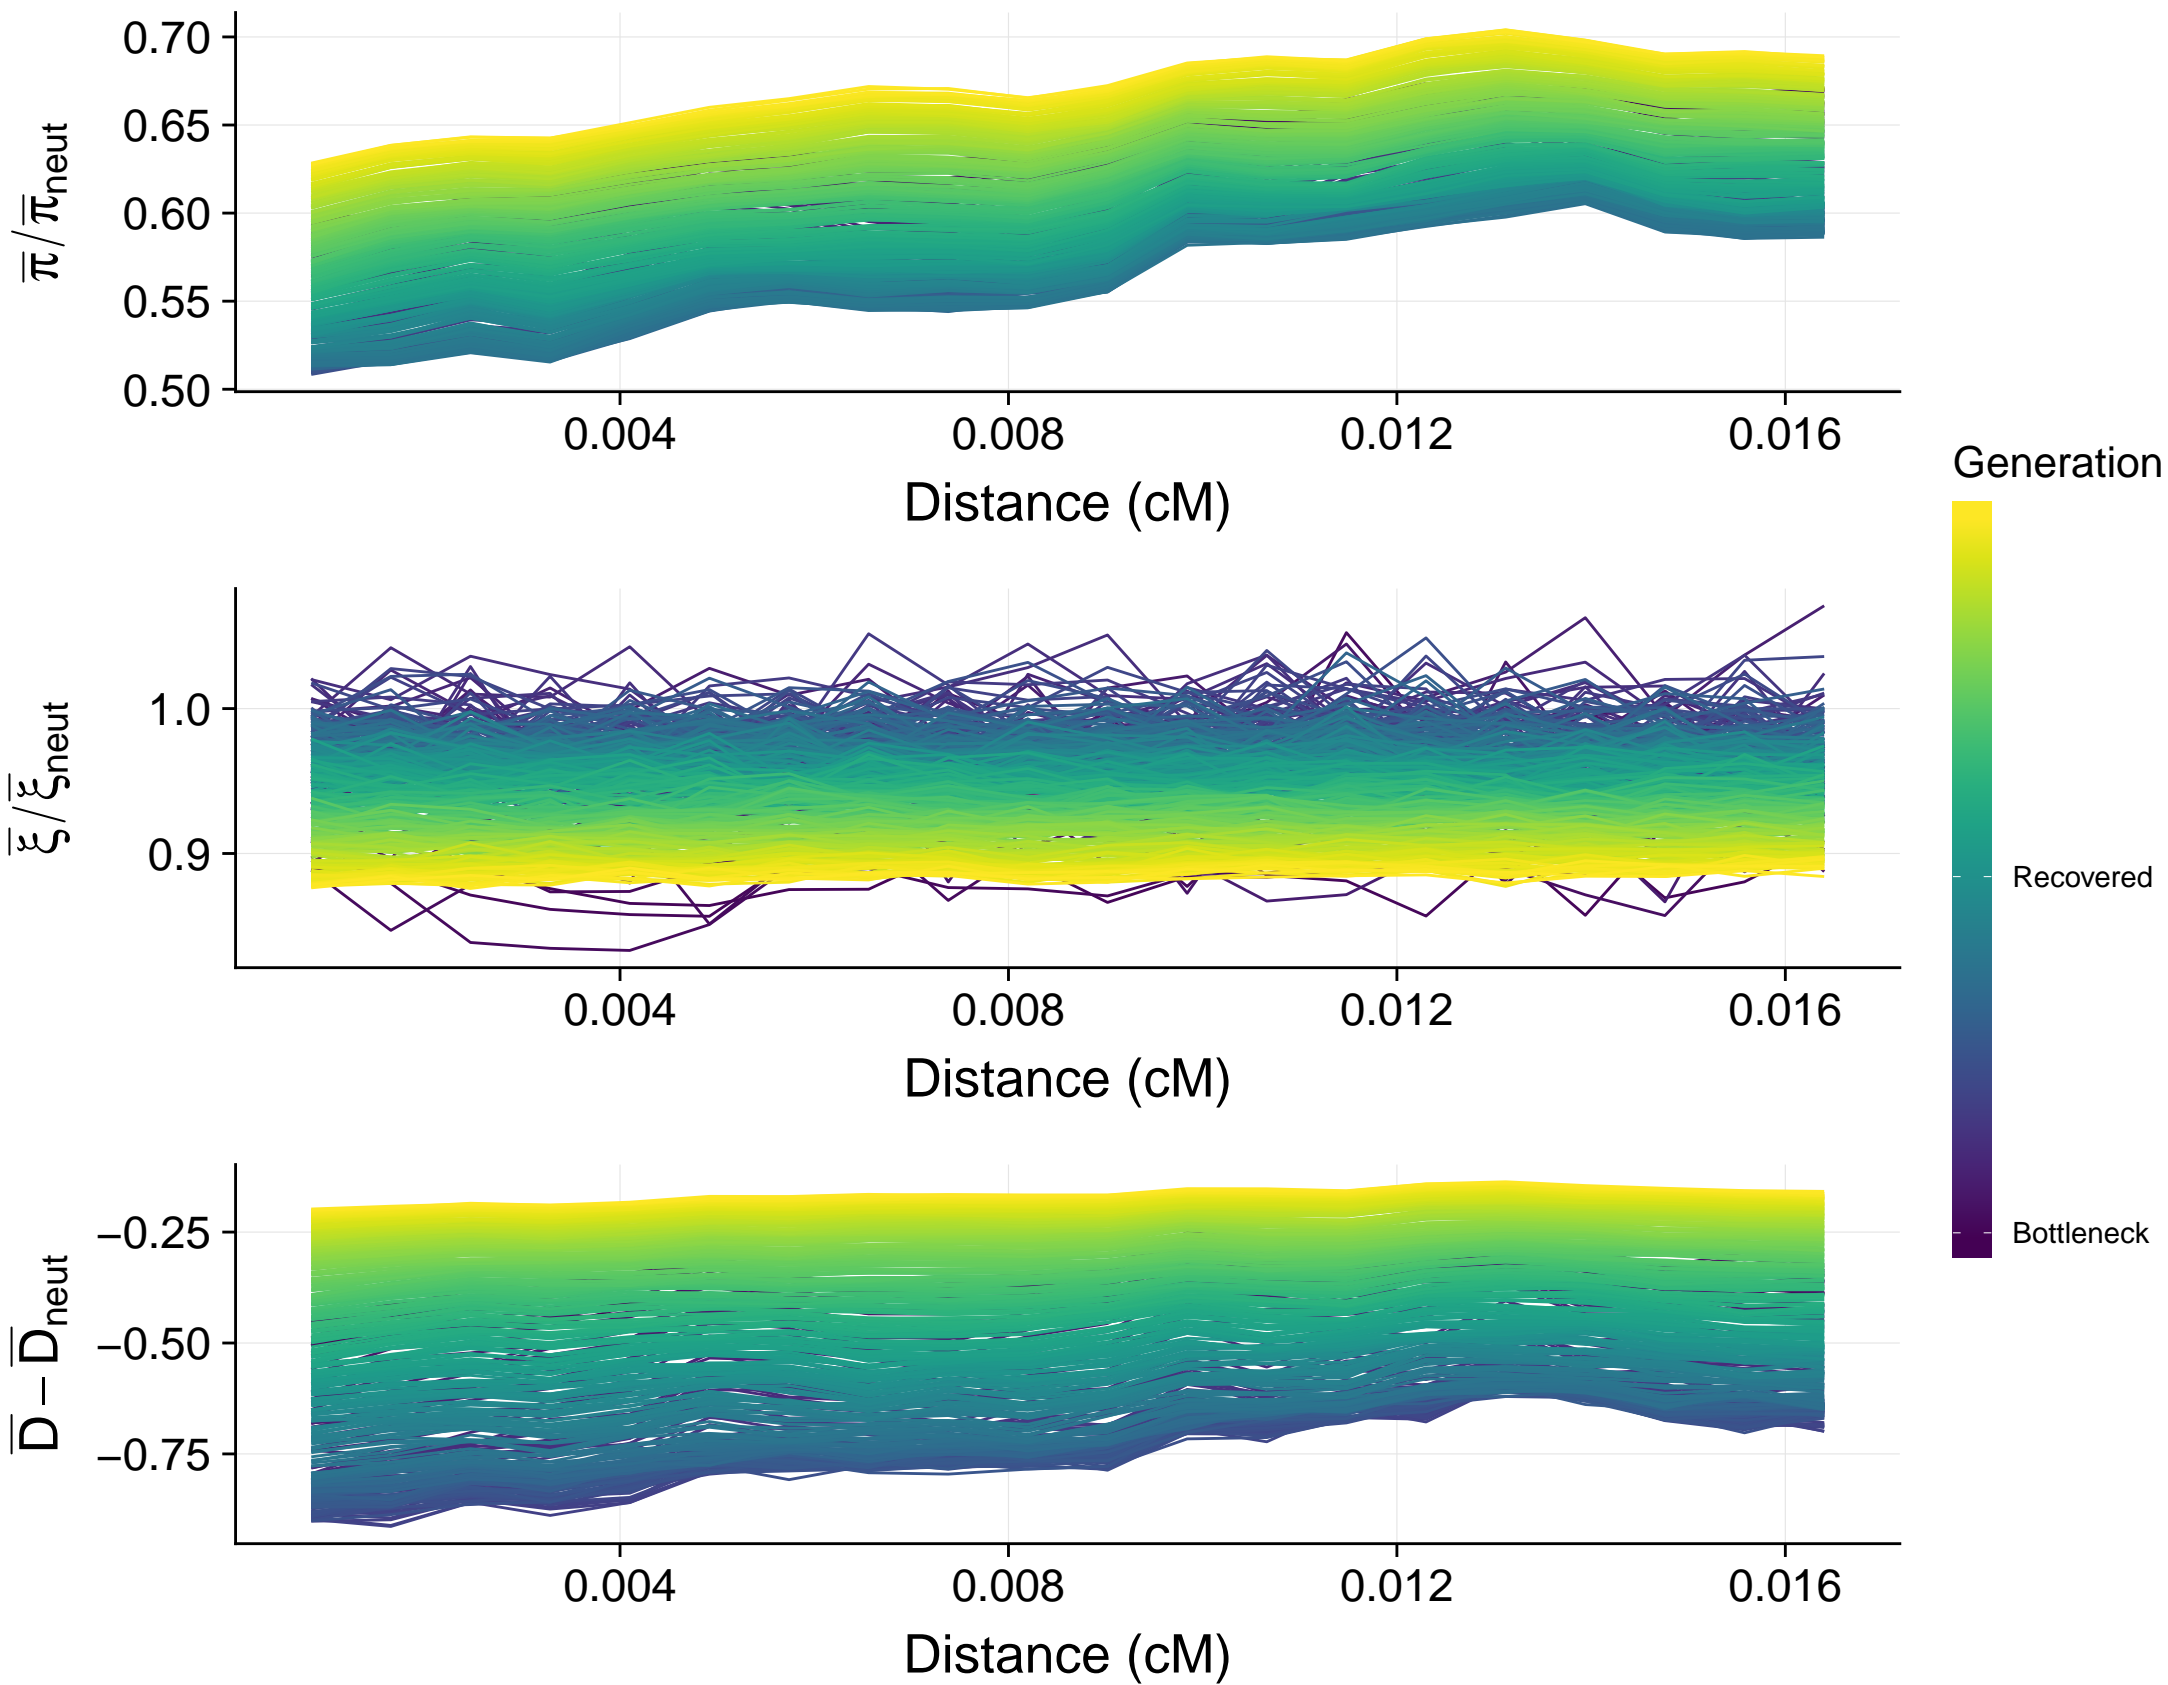 π̅/π̅neut
0.70
0.65
0.60
0.55
0.50
0.004 0.008 0.012 0.016
Distance (cM)
ξ̅/ξ̅neut
1.0
0.9
0.004 0.008 0.012 0.016
Distance (cM)
D̅−D̅neut
−0.25
−0.50
−0.75
0.004 0.008 0.012 0.016
Distance (cM)
Generation
Recovered
Bottleneck